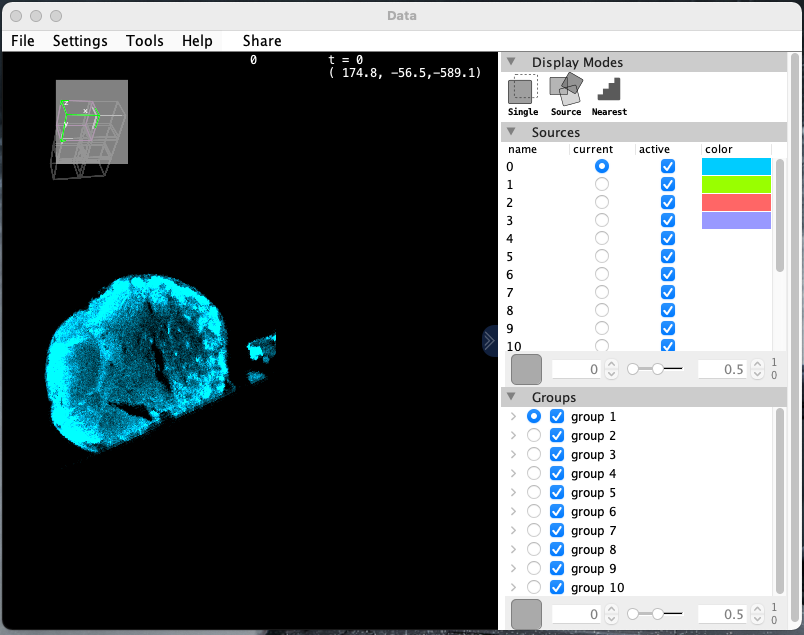 Data
File Settings Tools Help Share
0 t = 0
( 174.8, -56.5,-589.1)
z
x
y
Display Modes
Single Source Nearest
Sources
name current active color
0
1
2
3
4
5
6
7
8
9
10
0 0.5 1
0
Groups
group 1
group 2
group 3
group 4
group 5
group 6
group 7
group 8
group 9
group 10
0 0.5 1
0